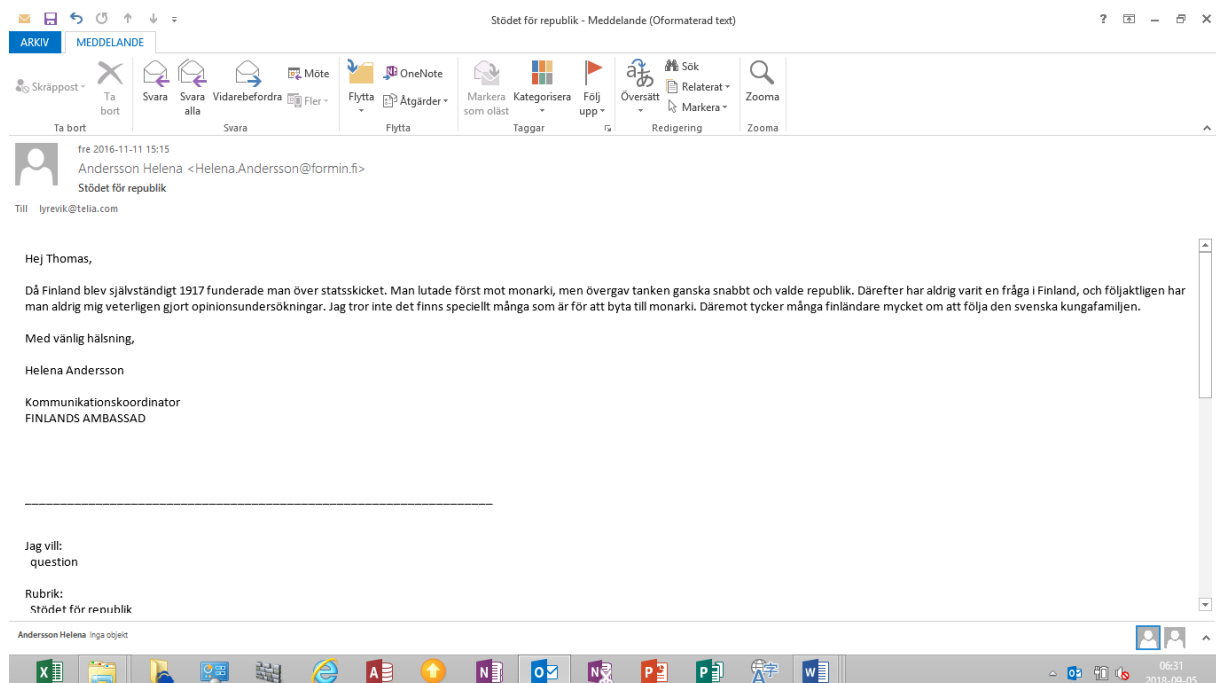 Stödet för republik - Meddelande (Oformaterad text)
?
ARKIV MEDDELANDE
Skräppost
Ta bort
Svara
Svara alla
Vidarebefordra
Möte
Fler
Flytta
OneNote
Åtgärder
Markera som oläst
Kategorisera
Följ upp
Översätt
Sök
Relaterat
Markera
Zooma
Ta bort Svara Flytta Taggar Redigering Zooma
fre 2016-11-11 15:15
Andersson Helena <Helena.Andersson@formin.fi>
Stödet för republik
Till lyrevik@telia.com
Hej Thomas,
Då Finland blev självständigt 1917 funderade man över statsskicket. Man lutade först mot monarki, men övergav tanken ganska snabbt och valde republik. Därefter har aldrig varit en fråga i Finland, och följaktligen har
man aldrig mig veterligen gjort opinionsundersökningar. Jag tror inte det finns speciellt många som är för att byta till monarki. Däremot tycker många finländare mycket om att följa den svenska kungafamiljen.
Med vänlig hälsning,
Helena Andersson
Kommunikationskoordinator
FINLANDS AMBASSAD
Jag vill:
question
Rubrik:
Stödet för republik
Andersson Helena Inga objekt
06:31
2018-09-05